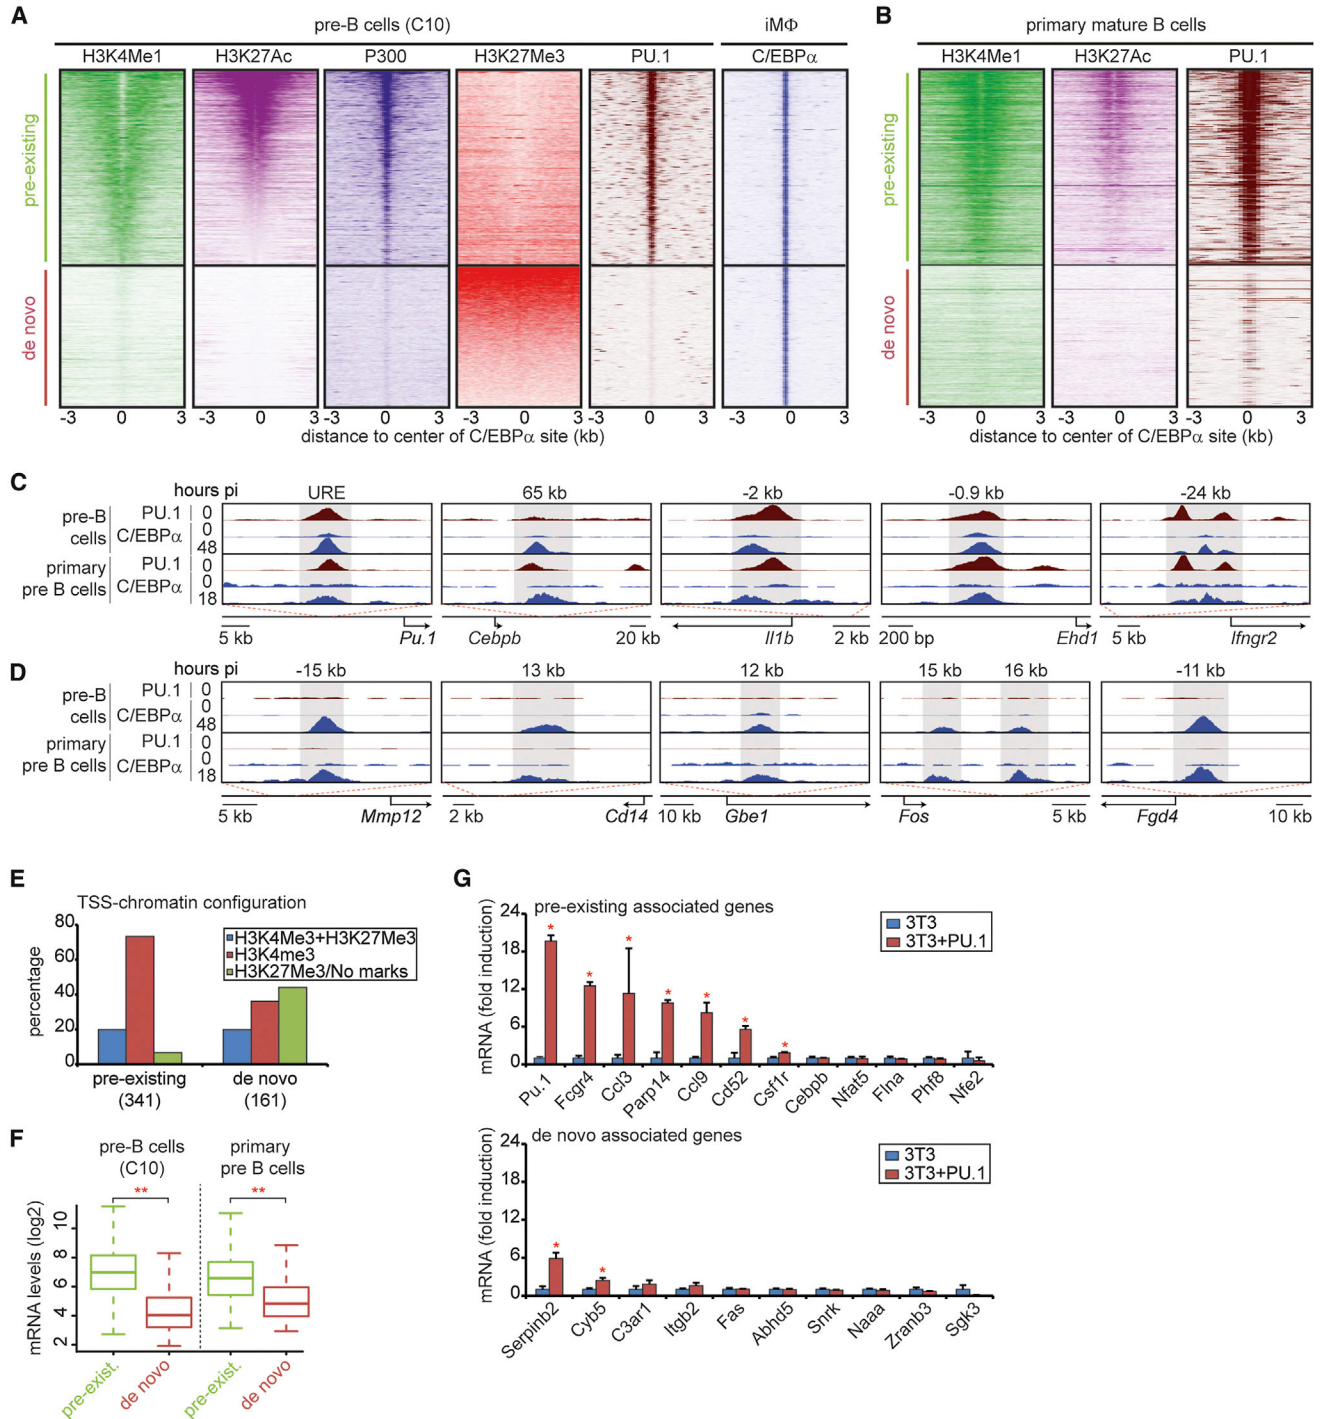 A
pre-B cells (C10)
iMΦ
H3K4Me1 H3K27Ac P300 H3K27Me3 PU.1 C/EBPα
pre-existing
de novo
-3 0 3 -3 0 3 -3 0 3 -3 0 3 -3 0 3 -3 0 3
distance to center of C/EBPα site (kb)
B
primary mature B cells
H3K4Me1 H3K27Ac PU.1
pre-existing
de novo
-3 0 3 -3 0 3 -3 0 3
distance to center of C/EBPα site (kb)
C
hours pi URE 65 kb -2 kb -0.9 kb -24 kb
pre-B cells
PU.1 0
C/EBPα 0
48
primary pre B cells
PU.1 0
C/EBPα 0
18
5 kb Pu.1 Cebpb 20 kb Il1b 2 kb 200 bp Ehd1 5 kb Ifngr2
D
hours pi -15 kb 13 kb 12 kb 15 kb 16 kb -11 kb
pre-B cells
PU.1 0
C/EBPα 0
48
primary pre B cells
PU.1 0
C/EBPα 0
18
5 kb Mmp12 2 kb Cd14 10 kb Gbe1 Fos 5 kb Fgd4 10 kb
E
TSS-chromatin configuration
percentage
80
60
40
20
0
H3K4Me3+H3K27Me3
H3K4me3
H3K27Me3/No marks
pre-existing de novo
(341) (161)
F
pre-B cells (C10)
primary pre B cells
** **
mRNA levels (log2)
10
8
6
4
2
pre-exist. de novo pre-exist. de novo
G
pre-existing associated genes
mRNA (fold induction)
24
18
12
6
0
3T3
3T3+PU.1
* * * * * * *
Pu.1 Fcgr4 Ccl3 Parp14 Ccl9 Cd52 Csf1r Cebpb Nfat5 Flna Phf8 Nfe2
de novo associated genes
mRNA (fold induction)
24
18
12
6
0
3T3
3T3+PU.1
* *
Serpinb2 Cyb5 C3ar1 Itgb2 Fas Abhd5 Snrk Naaa Zranb3 Sgk3